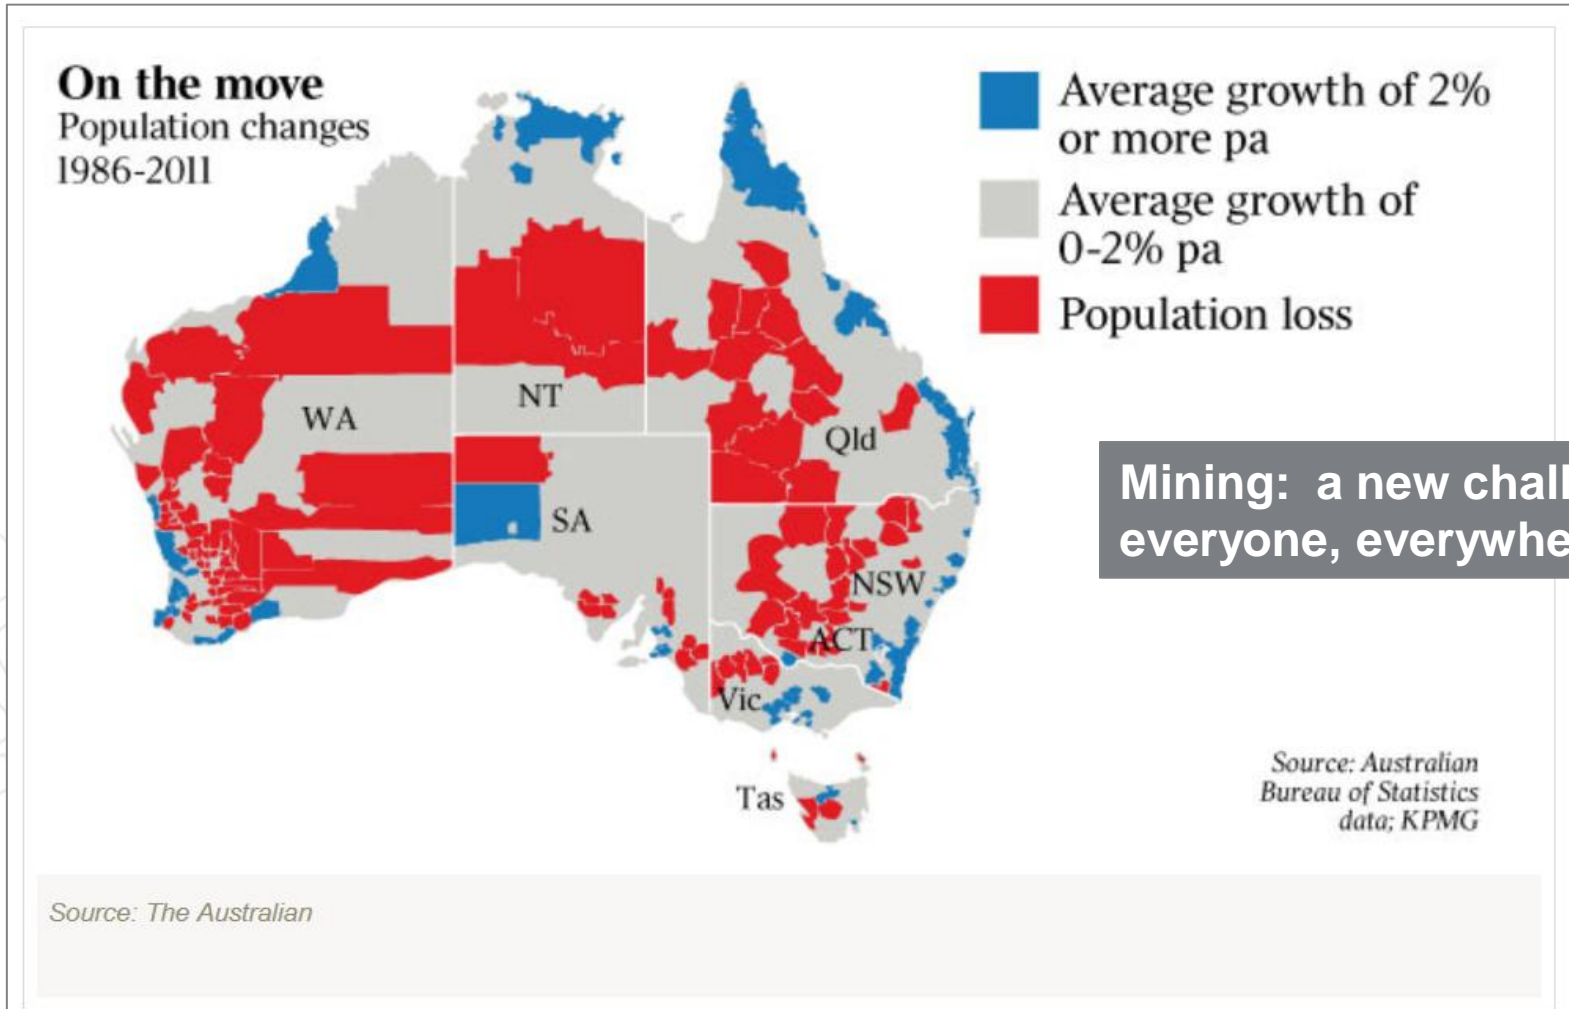 On the move
Population changes
1986-2011
Average growth of 2%
or more pa
Average growth of
0-2% pa
Population loss
WA
NT
Qld
SA
NSW
ACT
Vic
Tas
Mining:  a new
everyone,
Source: Australian
Bureau of Statistics
data; KPMG
Source: The Australian